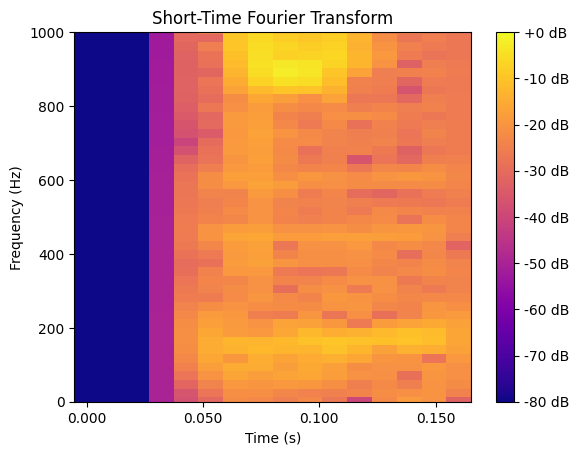 Short-Time Fourier Transform
Frequency (Hz)
1000
800
600
400
200
0
0.000
0.050
0.100
0.150
Time (s)
+0 dB
-10 dB
-20 dB
-30 dB
-40 dB
-50 dB
-60 dB
-70 dB
-80 dB